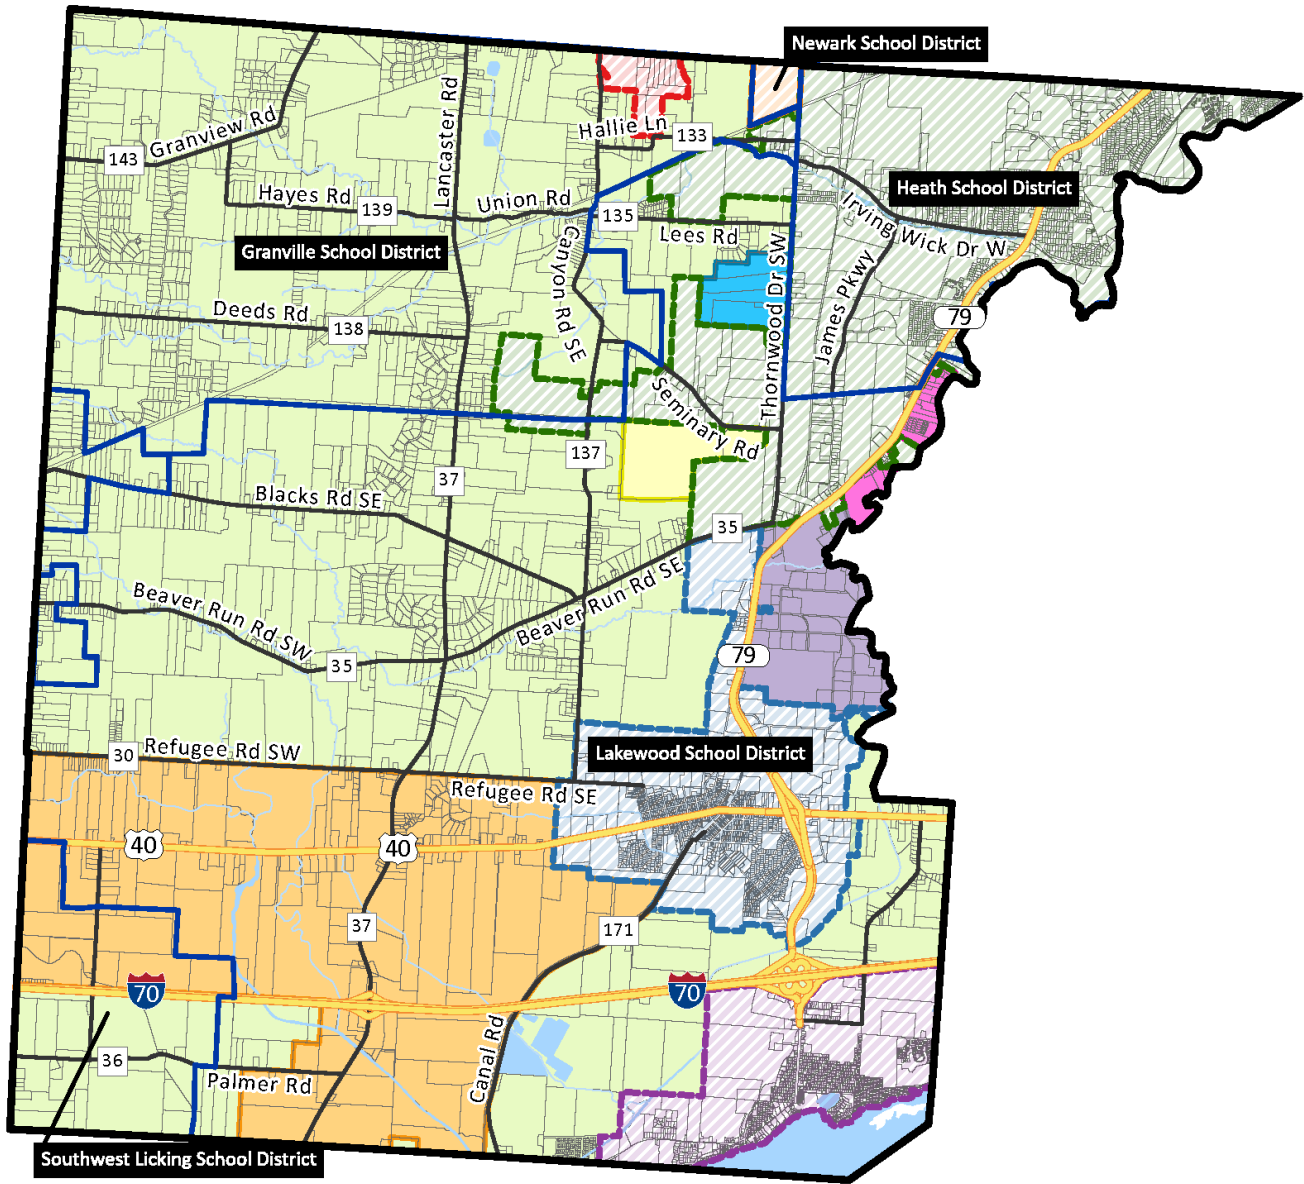 Newark School District
Hallie Ln
133
Granview Rd
143
Lancaster Rd
Heath School District
Hayes Rd
139
Union Rd
135
Irving Wick Dr W
Granville School District
Canyon Rd SE
Lees Rd
Thornwood Dr SW
James Pkwy
Deeds Rd
138
79
Seminary Rd
137
37
Blacks Rd SE
35
Beaver Run Rd SE
Beaver Run Rd SW
35
79
Refugee Rd SW
30
Lakewood School District
Refugee Rd SE
40
40
37
171
70
70
36
Palmer Rd
Canal Rd
Southwest Licking School District